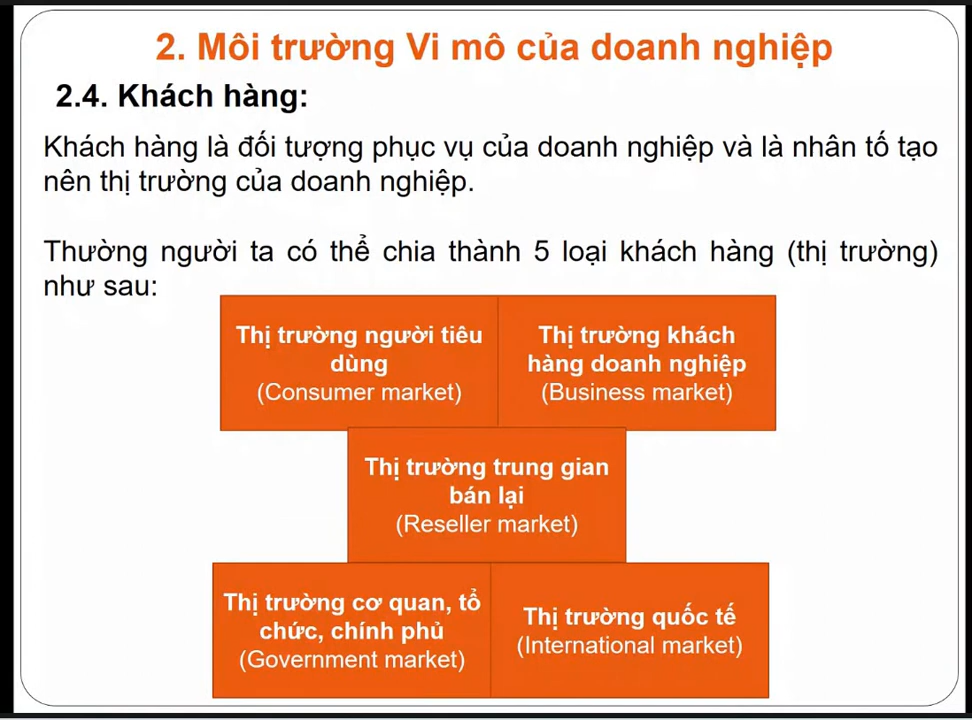 2. Môi trường Vi mô của doanh nghiệp
2.4. Khách hàng:
Khách hàng là đối tượng phục vụ của doanh nghiệp và là nhân tố tạo
nên thị trường của doanh nghiệp.
Thường người ta có thể chia thành 5 loại khách hàng (thị trường)
như sau:
Thị trường người tiêu
dùng
(Consumer market)
Thị trường khách
hàng doanh nghiệp
(Business market)
Thị trường trung gian
bán lại
(Reseller market)
Thị trường cơ quan, tổ
chức, chính phủ
(Government market)
Thị trường quốc tế
(International market)